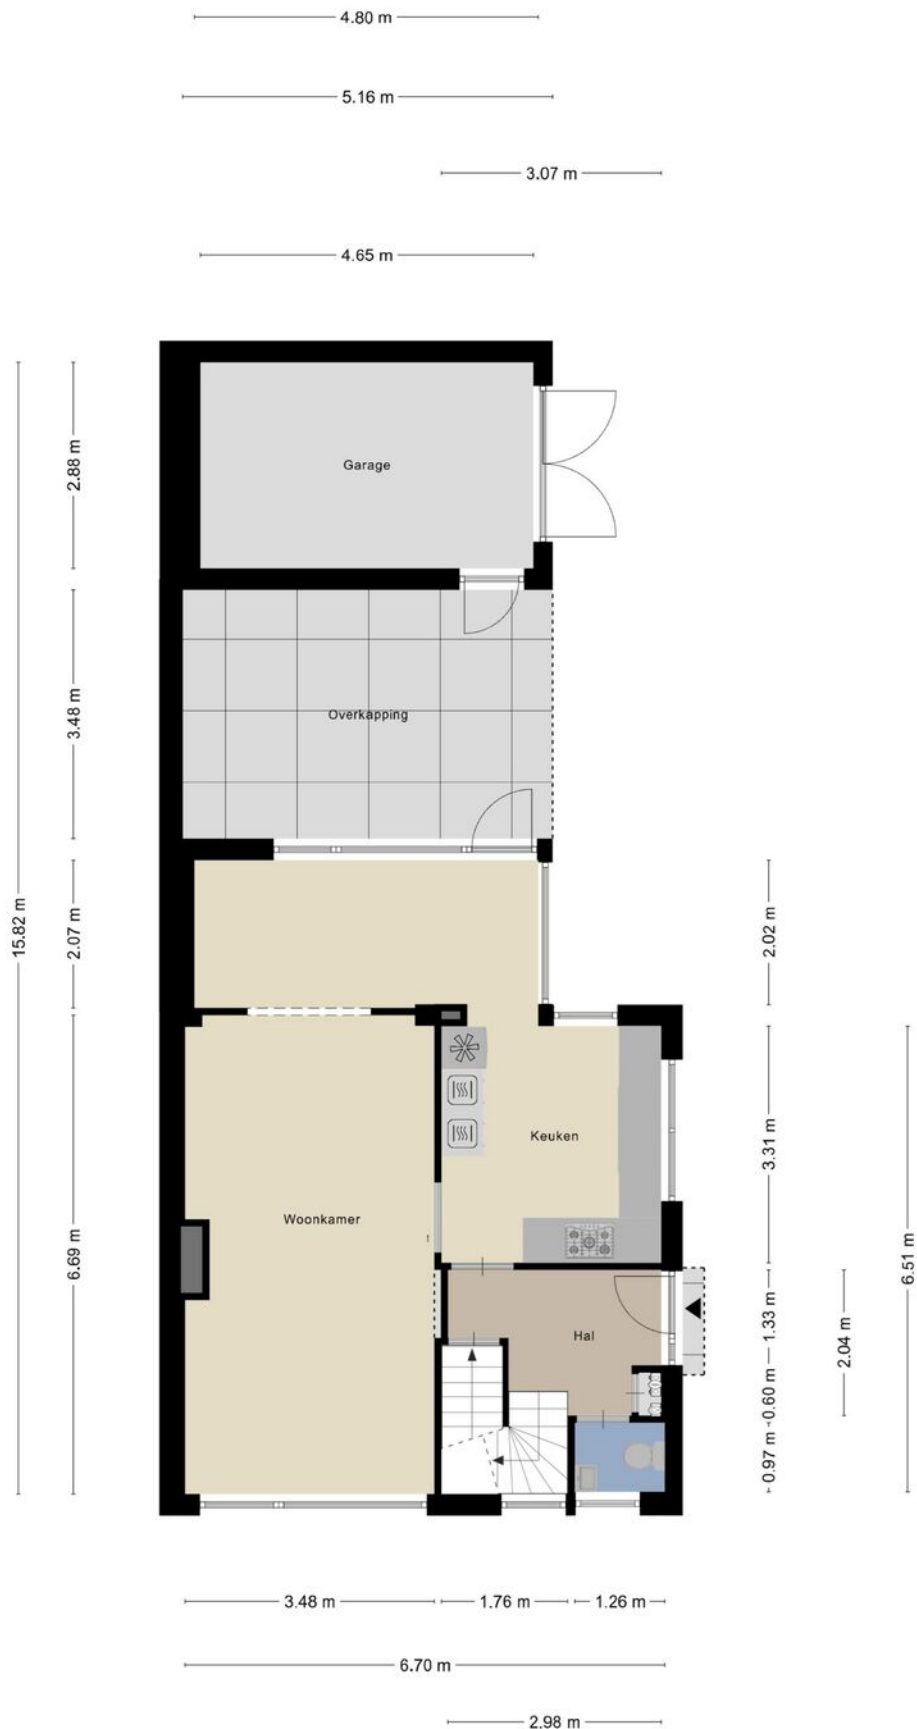 4.80 m
5.16 m
3.07 m
4.65 m
2.88 m
Garage
15.82 m
3.48 m
Overkapping
2.07 m
2.02 m
6.69 m
Woonkamer
Keuken
3.31 m
6.51 m
Hal
1.33 m
2.04 m
0.60 m
0.97 m
3.48 m
1.76 m
1.26 m
6.70 m
2.98 m